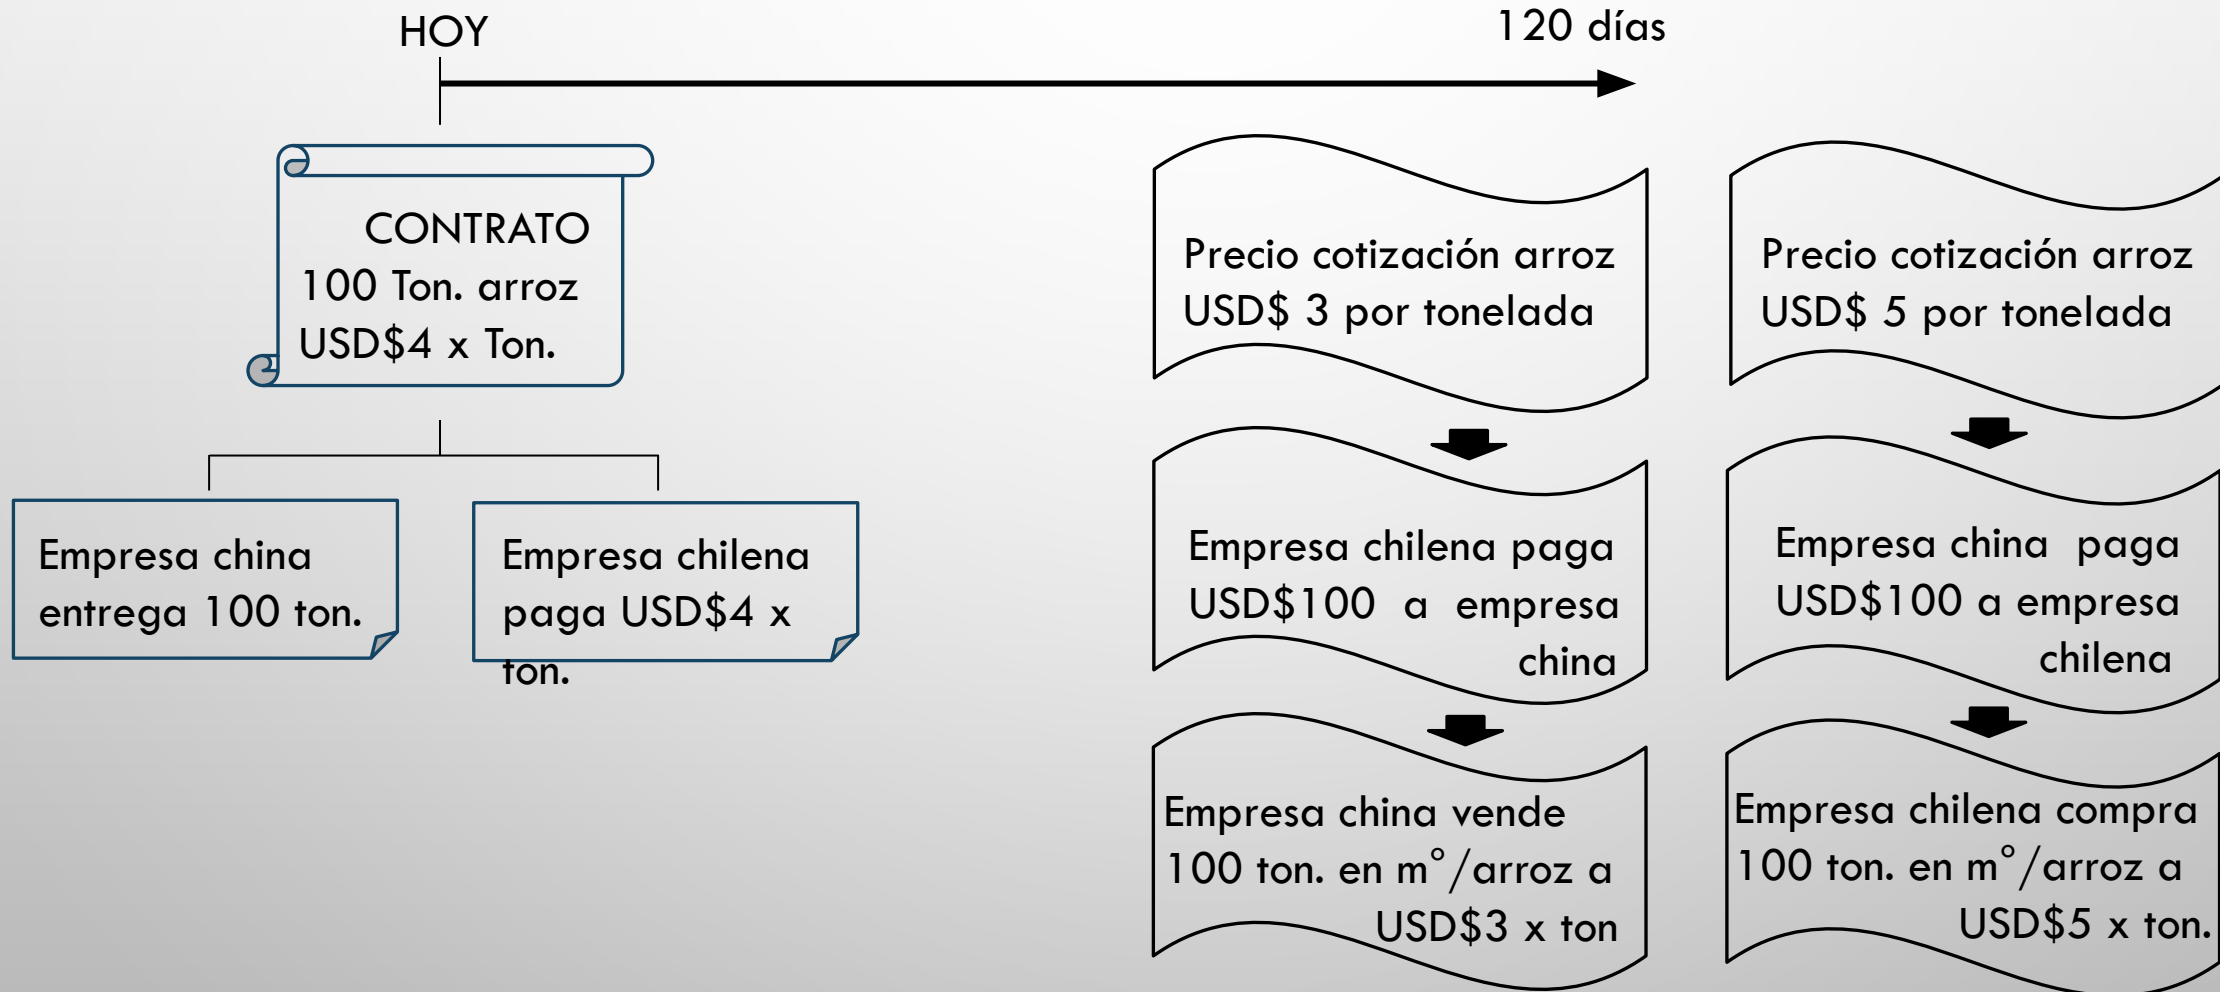 HOY
120 días
CONTRATO
100 Ton. arroz
USD$4 x Ton.
Empresa china
entrega 100 ton.
Empresa chilena
paga USD$4 x
ton.
Precio cotización arroz
USD$ 3 por tonelada
Empresa chilena paga
USD$100 a empresa
china
Empresa china vende
100 ton. en m°/arroz a
USD$3 x ton
Precio cotización arroz
USD$ 5 por tonelada
Empresa china paga
USD$100 a empresa
chilena
Empresa chilena compra
100 ton. en m°/arroz a
USD$5 x ton.